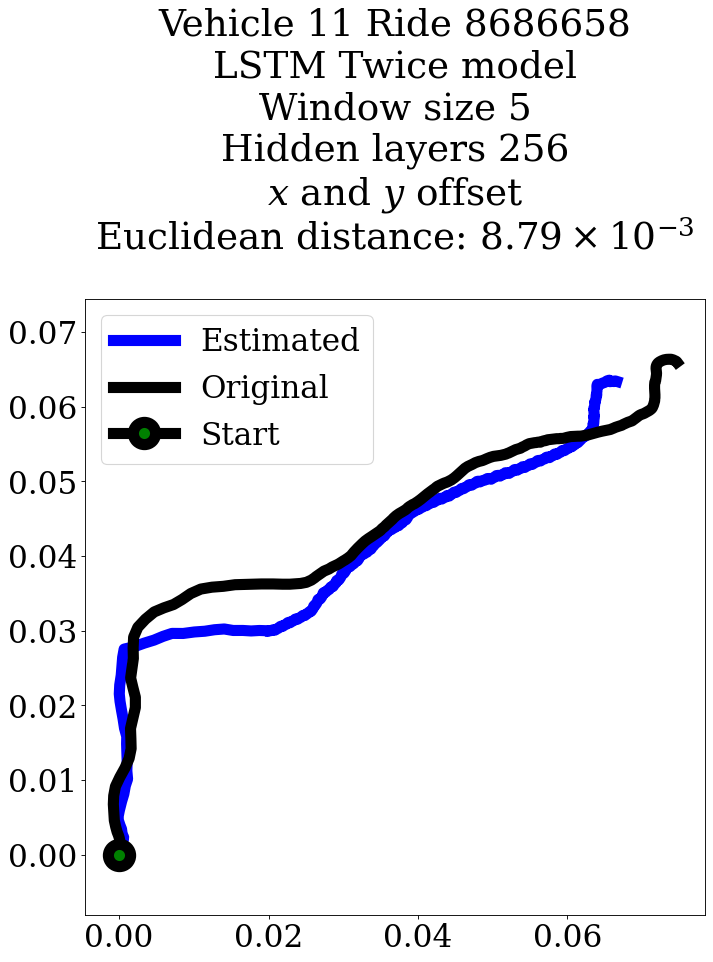 Vehicle 11 Ride 8686658
LSTM Twice model
Window size 5
Hidden layers 256
x and y offset
Euclidean distance: 8.79 × 10⁻³
Estimated
Original
Start
0.07
0.06
0.05
0.04
0.03
0.02
0.01
0.00
0.00 0.02 0.04 0.06